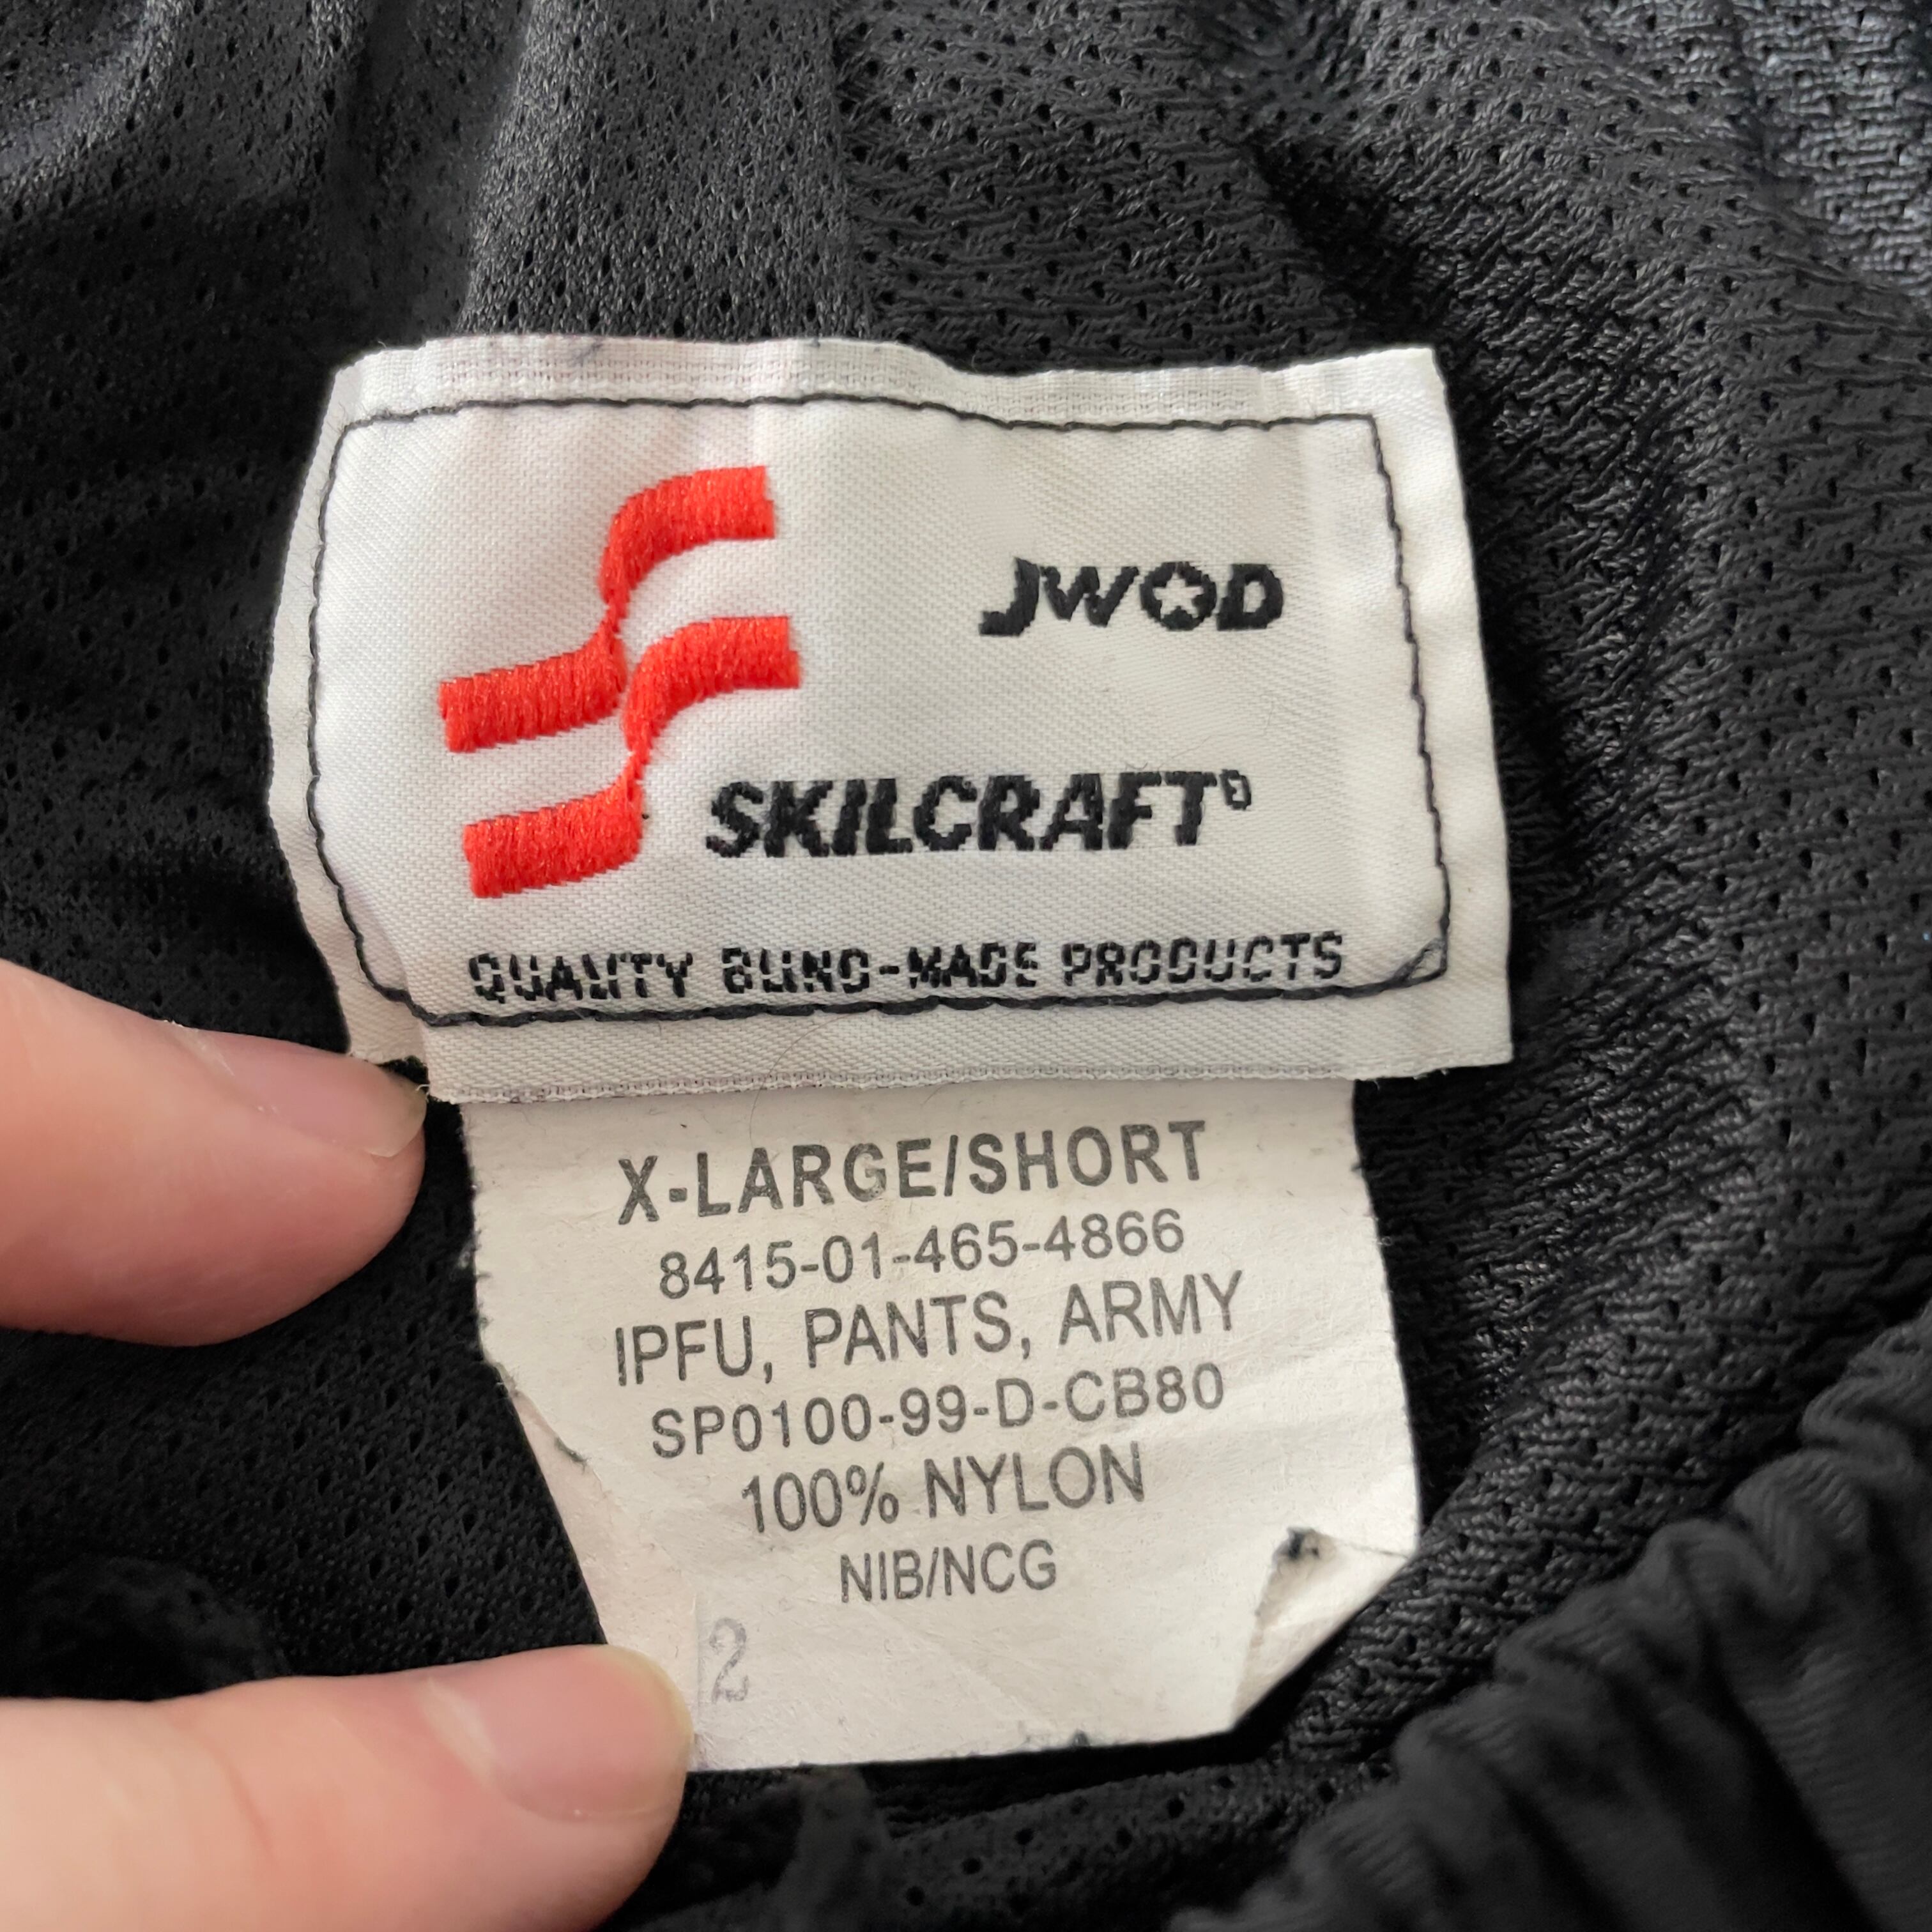 JWOD
SKILCRAFT®
QUALITY BLIND-MADE PRODUCTS
X-LARGE/SHORT
8415-01-465-4866
IPFU, PANTS, ARMY
SP0100-99-D-CB80
100% NYLON
NIB/NCG
2